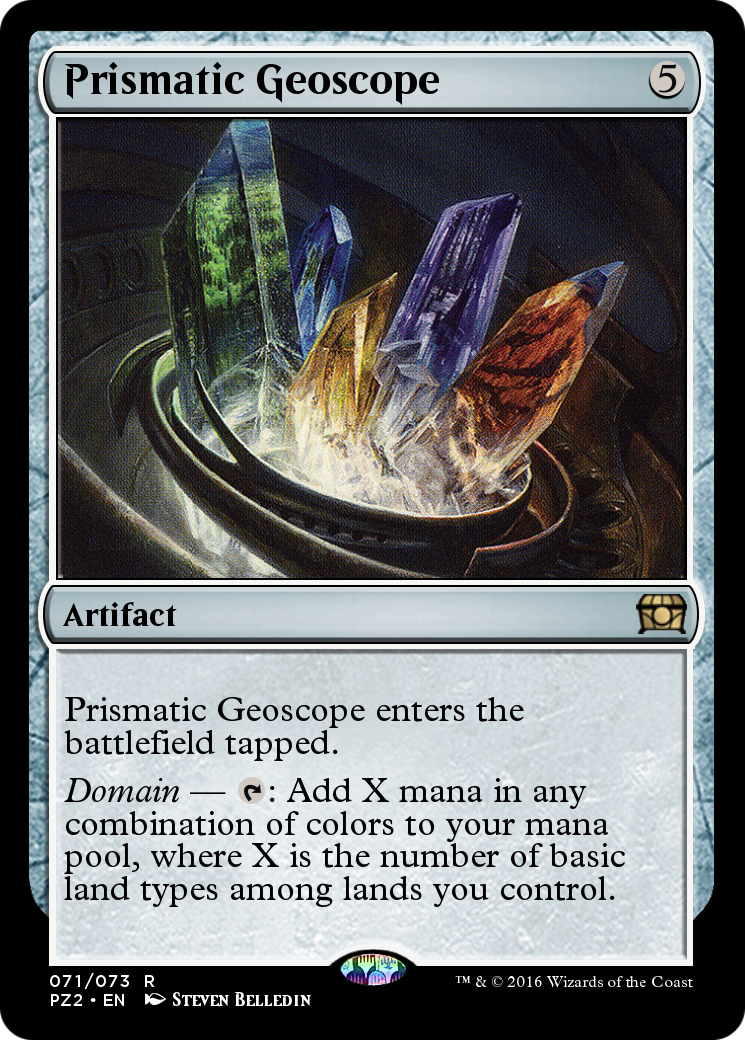 Prismatic Geoscope 5
Artifact
Prismatic Geoscope enters the
battlefield tapped.
Domain — : Add X mana in any
combination of colors to your mana
pool, where X is the number of basic
land types among lands you control.
071/073 R
PZ2 • EN Steven Belledin
™ & © 2016 Wizards of the Coast